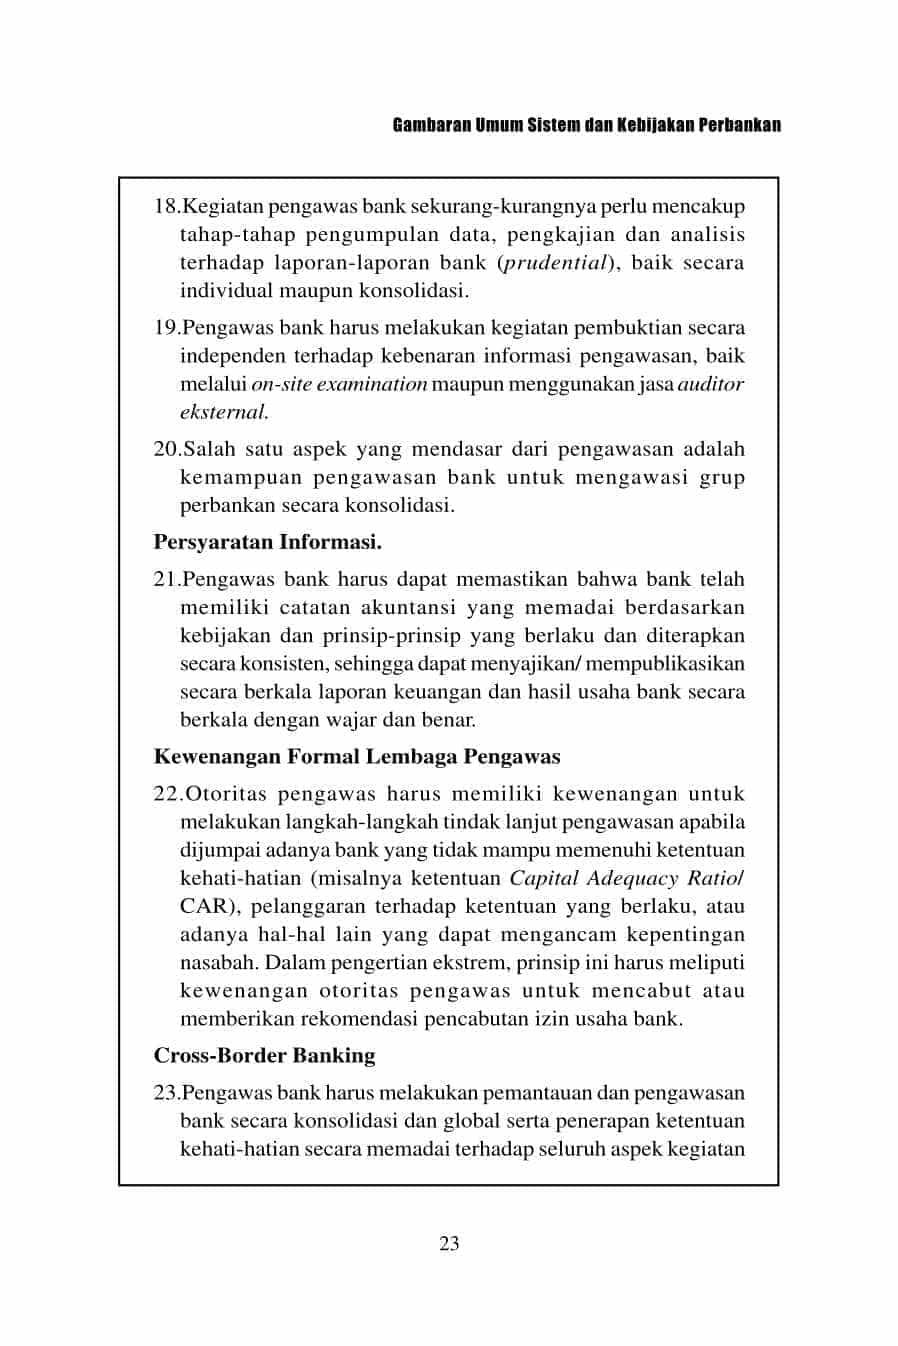 Gambaran Umum Sistem dan Kebijakan Perbankan
18.Kegiatan pengawas bank sekurang-kurangnya perlu mencakup
tahap-tahap pengumpulan data, pengkajian dan analisis
terhadap laporan-laporan bank (prudential), baik secara
individual maupun konsolidasi.
19.Pengawas bank harus melakukan kegiatan pembuktian secara
independen terhadap kebenaran informasi pengawasan, baik
melalui on-site examination maupun menggunakan jasa auditor
eksternal.
20.Salah satu aspek yang mendasar dari pengawasan adalah
kemampuan pengawasan bank untuk mengawasi grup
perbankan secara konsolidasi.
Persyaratan Informasi.
21.Pengawas bank harus dapat memastikan bahwa bank telah
memiliki catatan akuntansi yang memadai berdasarkan
kebijakan dan prinsip-prinsip yang berlaku dan diterapkan
secara konsisten, sehingga dapat menyajikan/ mempublikasikan
secara berkala laporan keuangan dan hasil usaha bank secara
berkala dengan wajar dan benar.
Kewenangan Formal Lembaga Pengawas
22.Otoritas pengawas harus memiliki kewenangan untuk
melakukan langkah-langkah tindak lanjut pengawasan apabila
dijumpai adanya bank yang tidak mampu memenuhi ketentuan
kehati-hatian (misalnya ketentuan Capital Adequacy Ratio/
CAR), pelanggaran terhadap ketentuan yang berlaku, atau
adanya hal-hal lain yang dapat mengancam kepentingan
nasabah. Dalam pengertian ekstrem, prinsip ini harus meliputi
kewenangan otoritas pengawas untuk mencabut atau
memberikan rekomendasi pencabutan izin usaha bank.
Cross-Border Banking
23.Pengawas bank harus melakukan pemantauan dan pengawasan
bank secara konsolidasi dan global serta penerapan ketentuan
kehati-hatian secara memadai terhadap seluruh aspek kegiatan
23